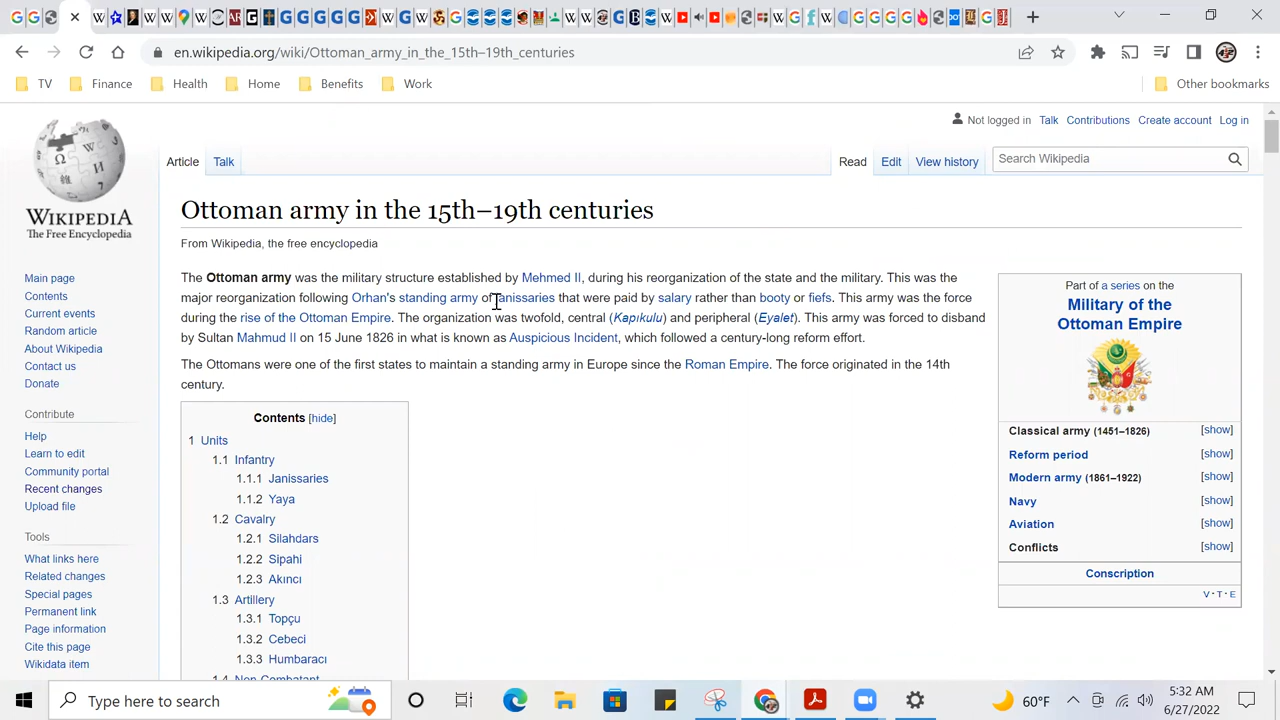 en.wikipedia.org/wiki/Ottoman_army_in_the_15th–19th_centuries
TV Finance Health Home Benefits Work Other bookmarks
Not logged in Talk Contributions Create account Log in
Article Talk Read Edit View history Search Wikipedia
WIKIPEDIA
The Free Encyclopedia
Main page
Contents
Current events
Random article
About Wikipedia
Contact us
Donate
Contribute
Help
Learn to edit
Community portal
Recent changes
Upload file
Tools
What links here
Related changes
Special pages
Permanent link
Page information
Cite this page
Wikidata item
Ottoman army in the 15th–19th centuries
From Wikipedia, the free encyclopedia
The Ottoman army was the military structure established by Mehmed II, during his reorganization of the state and the military. This was the
major reorganization following Orhan's standing army of janissaries that were paid by salary rather than booty or fiefs. This army was the force
during the rise of the Ottoman Empire. The organization was twofold, central (Kapıkulu) and peripheral (Eyalet). This army was forced to disband
by Sultan Mahmud II on 15 June 1826 in what is known as Auspicious Incident, which followed a century-long reform effort.
The Ottomans were one of the first states to maintain a standing army in Europe since the Roman Empire. The force originated in the 14th
century.
Contents [hide]
1 Units
1.1 Infantry
1.1.1 Janissaries
1.1.2 Yaya
1.2 Cavalry
1.2.1 Silahdars
1.2.2 Sipahi
1.2.3 Akıncı
1.3 Artillery
1.3.1 Topçu
1.3.2 Cebeci
1.3.3 Humbaracı
1.4 Non-Combatant
Part of a series on the
Military of the
Ottoman Empire
Classical army (1451–1826) [show]
Reform period [show]
Modern army (1861–1922) [show]
Navy [show]
Aviation [show]
Conflicts [show]
Conscription
V · T · E
Type here to search
60°F
5:32 AM
6/27/2022